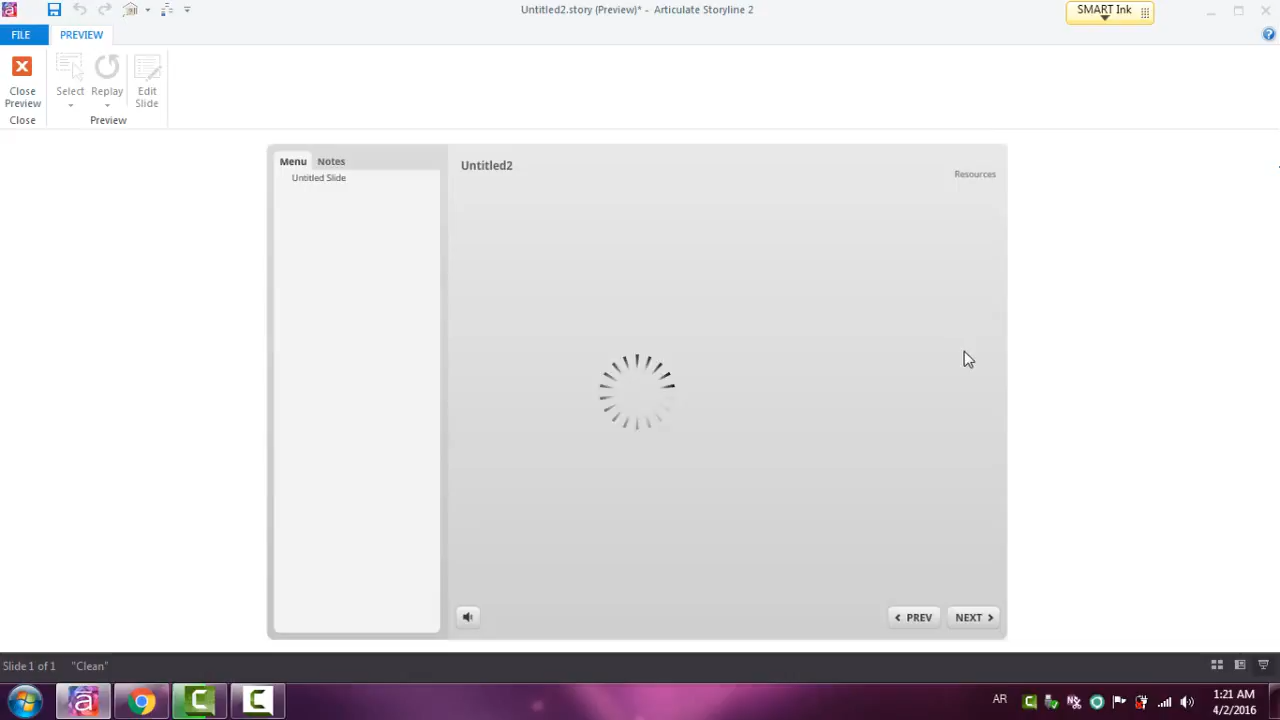 Untitled2.story (Preview)* - Articulate Storyline 2
SMART Ink
FILE
PREVIEW
Close Preview
Select
Replay
Edit Slide
Close
Preview
Menu
Notes
Untitled Slide
Untitled2
Resources
PREV
NEXT
Slide 1 of 1
"Clean"
AR
1:21 AM
4/2/2016